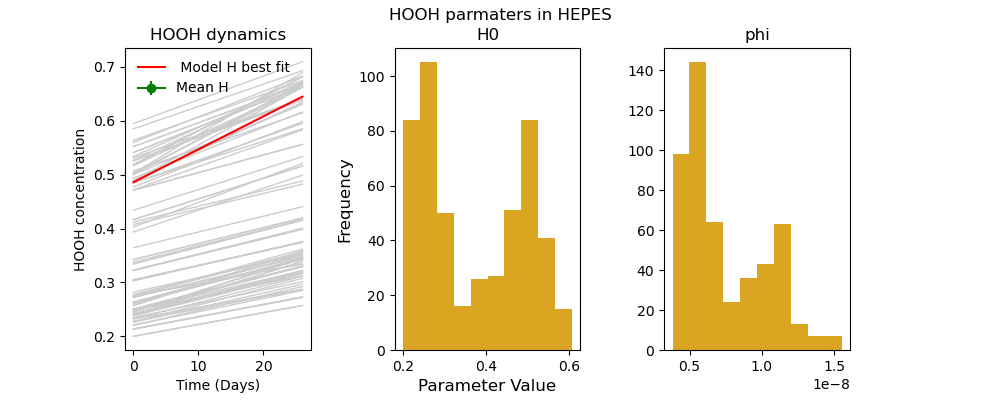 HOOH parmaters in HEPES
HOOH dynamics
H0
phi
Model H best fit
Mean H
HOOH concentration
0.7
0.6
0.5
0.4
0.3
0.2
0 10 20
Time (Days)
Frequency
100
80
60
40
20
0
0.2 0.4 0.6
Parameter Value
140
120
100
80
60
40
20
0
0.5 1.0 1.5
1e−8